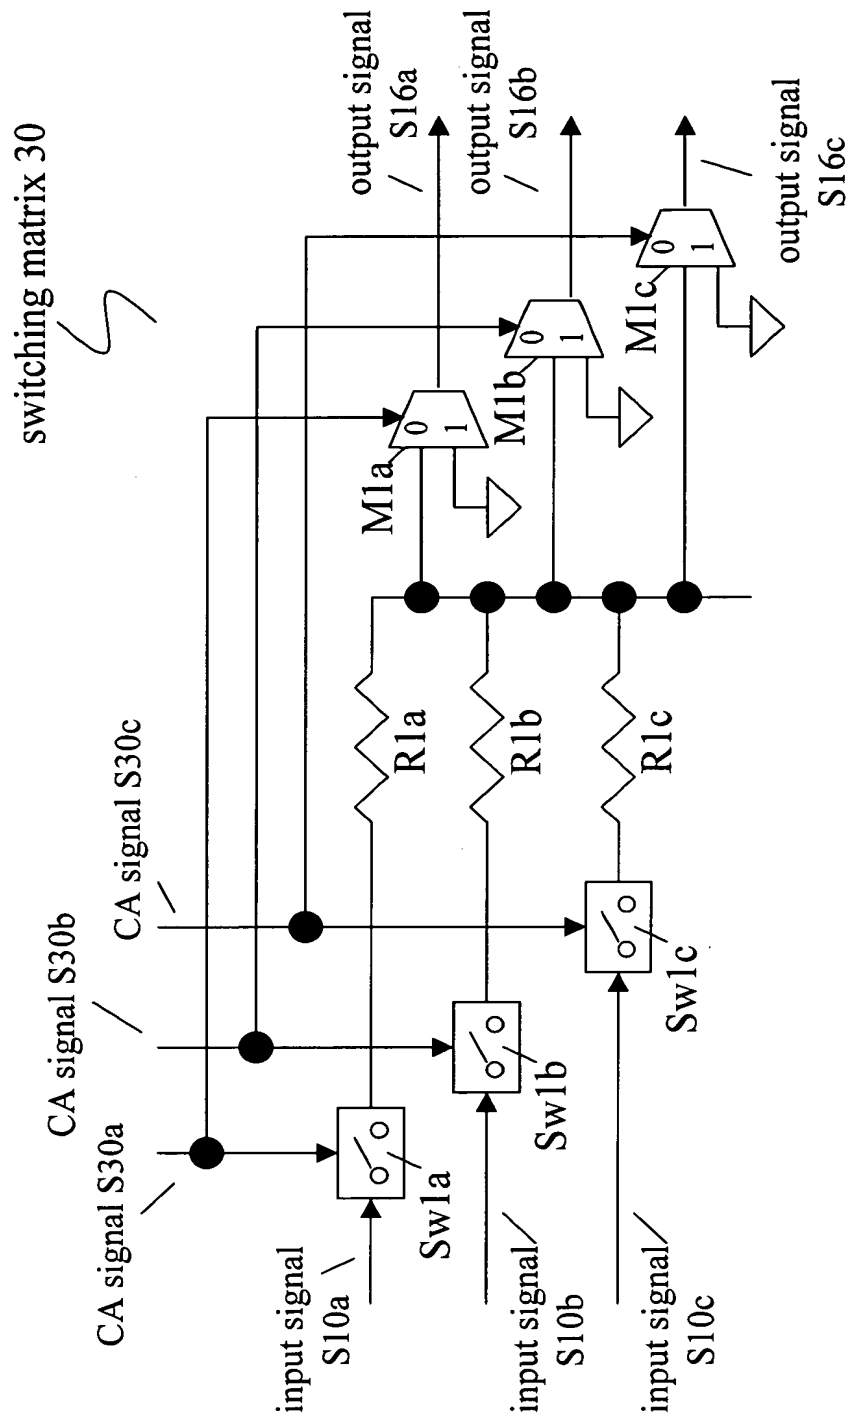 switching matrix 30
CA signal S30a
CA signal S30b
CA signal S30c
input signal
S10a
input signal
S10b
input signal
S10c
Sw1a
Sw1b
Sw1c
R1a
R1b
R1c
M1a
0
1
M1b
0
1
M1c
0
1
output signal
S16a
output signal
S16b
output signal
S16c